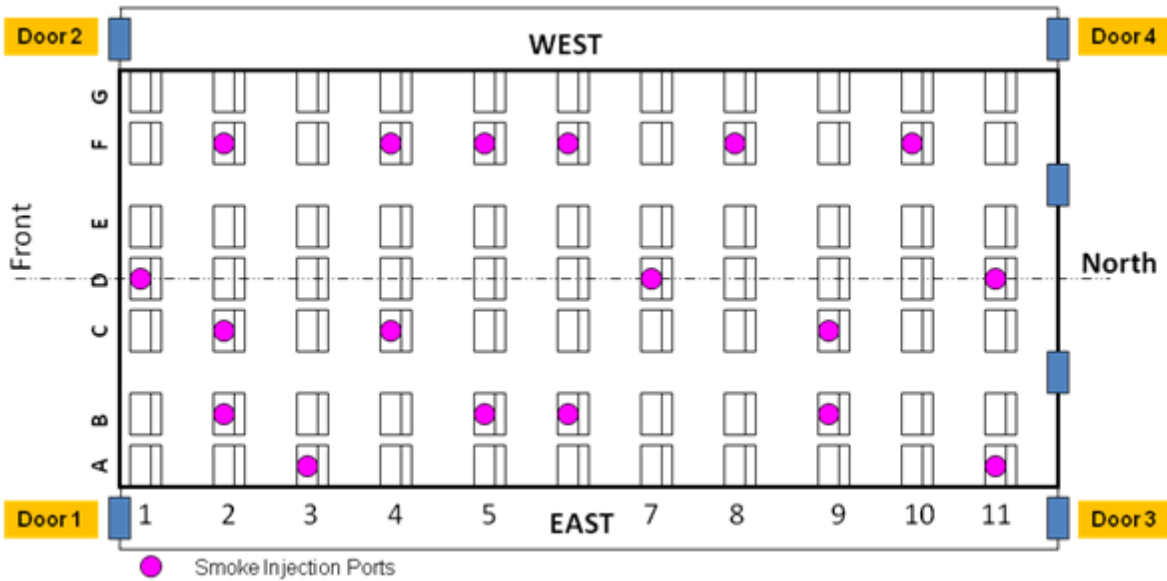 Door 2
WEST
Door 4
G
F
E
D
C
B
A
Front
North
Door 1
1 2 3 4 5 EAST 7 8 9 10 11
Door 3
Smoke Injection Ports